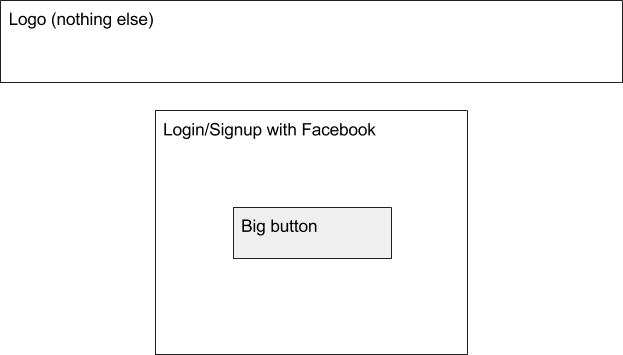 Logo (nothing else)
Login/Signup with Facebook
Big button